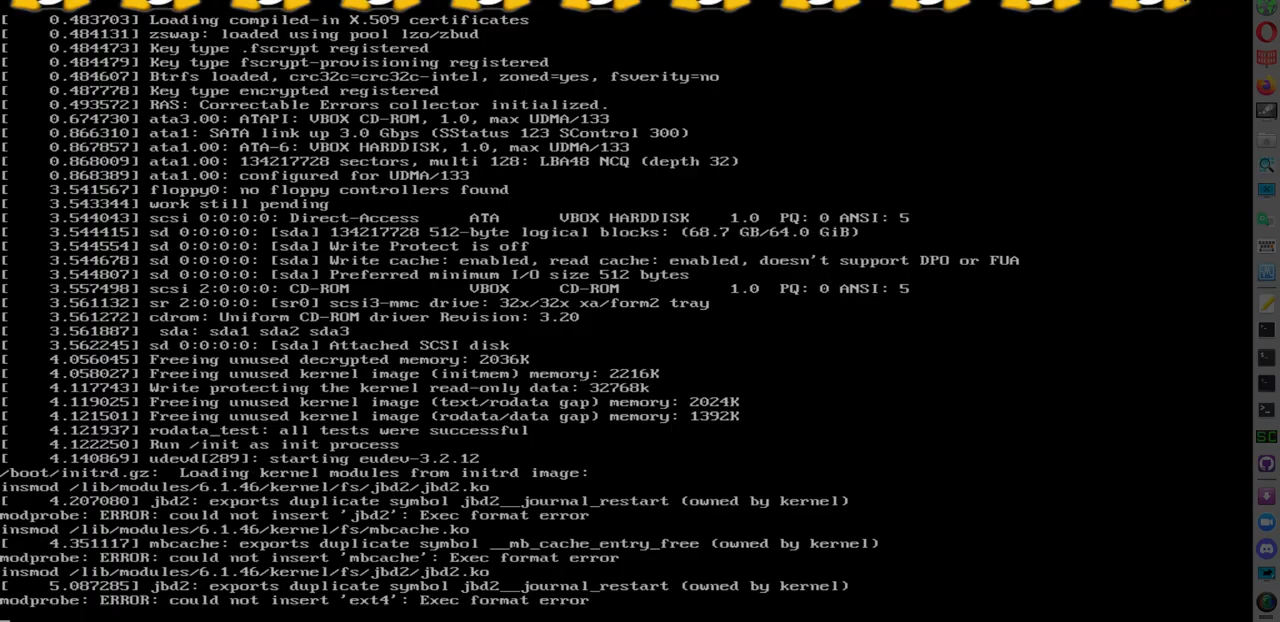 [    0.483703] Loading compiled-in X.509 certificates
[    0.484131] zswap: loaded using pool lzo/zbud
[    0.484473] Key type .fscrypt registered
[    0.484479] Key type fscrypt-provisioning registered
[    0.484607] Btrfs loaded, crc32c=crc32c-intel, zoned=yes, fsverity=no
[    0.487778] Key type encrypted registered
[    0.493572] RAS: Correctable Errors collector initialized.
[    0.674730] ata3.00: ATAPI: VBOX CD-ROM, 1.0, max UDMA/133
[    0.866310] ata1: SATA link up 3.0 Gbps (SStatus 123 SControl 300)
[    0.867857] ata1.00: ATA-6: VBOX HARDDISK, 1.0, max UDMA/133
[    0.868009] ata1.00: 134217728 sectors, multi 128: LBA48 NCQ (depth 32)
[    0.868389] ata1.00: configured for UDMA/133
[    3.541567] floppy0: no floppy controllers found
[    3.543344] work still pending
[    3.544043] scsi 0:0:0:0: Direct-Access     ATA      VBOX HARDDISK    1.0  PQ: 0 ANSI: 5
[    3.544415] sd 0:0:0:0: [sda] 134217728 512-byte logical blocks: (68.7 GB/64.0 GiB)
[    3.544554] sd 0:0:0:0: [sda] Write Protect is off
[    3.544678] sd 0:0:0:0: [sda] Write cache: enabled, read cache: enabled, doesn't support DPO or FUA
[    3.544807] sd 0:0:0:0: [sda] Preferred minimum I/O size 512 bytes
[    3.557498] scsi 2:0:0:0: CD-ROM            VBOX     CD-ROM           1.0  PQ: 0 ANSI: 5
[    3.561132] sr 2:0:0:0: [sr0] scsi3-mmc drive: 32x/32x xa/form2 tray
[    3.561272] cdrom: Uniform CD-ROM driver Revision: 3.20
[    3.561887]  sda: sda1 sda2 sda3
[    3.562245] sd 0:0:0:0: [sda] Attached SCSI disk
[    4.056045] Freeing unused decrypted memory: 2036K
[    4.058027] Freeing unused kernel image (initmem) memory: 2216K
[    4.117743] Write protecting the kernel read-only data: 32768k
[    4.119025] Freeing unused kernel image (text/rodata gap) memory: 2024K
[    4.121501] Freeing unused kernel image (rodata/data gap) memory: 1392K
[    4.121937] rodata_test: all tests were successful
[    4.122250] Run /init as init process
[    4.140869] udevd[289]: starting eudev-3.2.12
/boot/initrd.gz:  Loading kernel modules from initrd image:
insmod /lib/modules/6.1.46/kernel/fs/jbd2/jbd2.ko
[    4.207080] jbd2: exports duplicate symbol jbd2__journal_restart (owned by kernel)
modprobe: ERROR: could not insert 'jbd2': Exec format error
insmod /lib/modules/6.1.46/kernel/fs/mbcache.ko
[    4.351117] mbcache: exports duplicate symbol __mb_cache_entry_free (owned by kernel)
modprobe: ERROR: could not insert 'mbcache': Exec format error
insmod /lib/modules/6.1.46/kernel/fs/jbd2/jbd2.ko
[    5.087285] jbd2: exports duplicate symbol jbd2__journal_restart (owned by kernel)
modprobe: ERROR: could not insert 'ext4': Exec format error